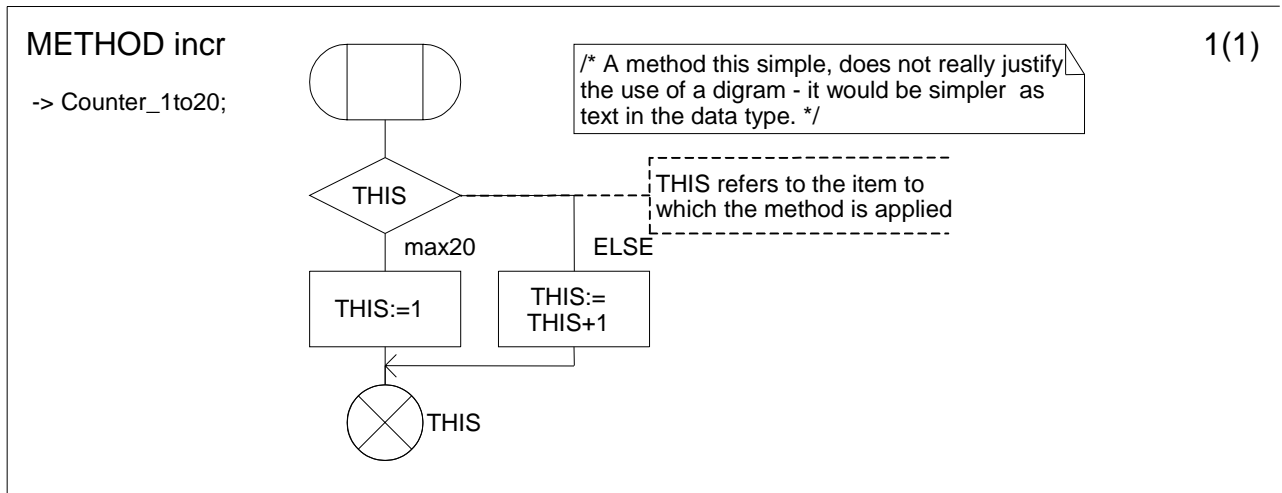 METHOD incr
1(1)
-> Counter_1to20;
/* A method this simple, does not really justify
the use of a digram - it would be simpler as
text in the data type. */
THIS
THIS refers to the item to
which the method is applied
max20
ELSE
THIS:=1
THIS:=
THIS+1
THIS